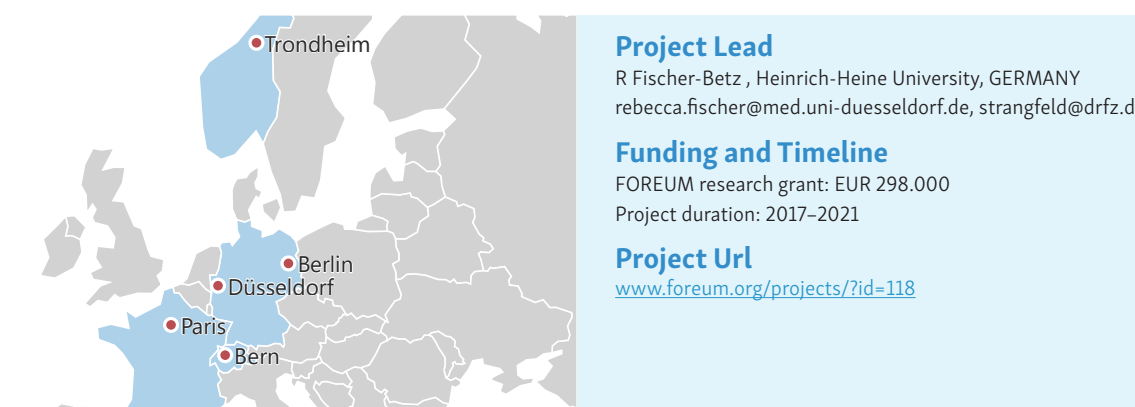 Trondheim
Berlin
Düsseldorf
Paris
Bern
Project Lead
R Fischer-Betz , Heinrich-Heine University, GERMANY
rebecca.fischer@med.uni-duesseldorf.de, strangfeld@drfz.d
Funding and Timeline
FOREUM research grant: EUR 298.000
Project duration: 2017–2021
Project Url
www.foreum.org/projects/?id=118